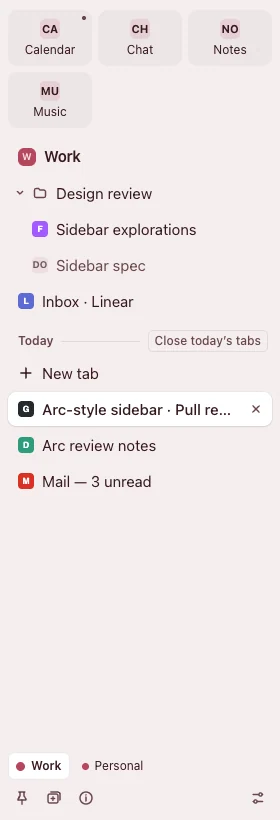 CA
Calendar
CH
Chat
NO
Notes
MU
Music
W Work
Design review
F Sidebar explorations
DO Sidebar spec
L Inbox · Linear
Today Close today's tabs
New tab
G Arc-style sidebar · Pull re...
D Arc review notes
M Mail — 3 unread
Work Personal